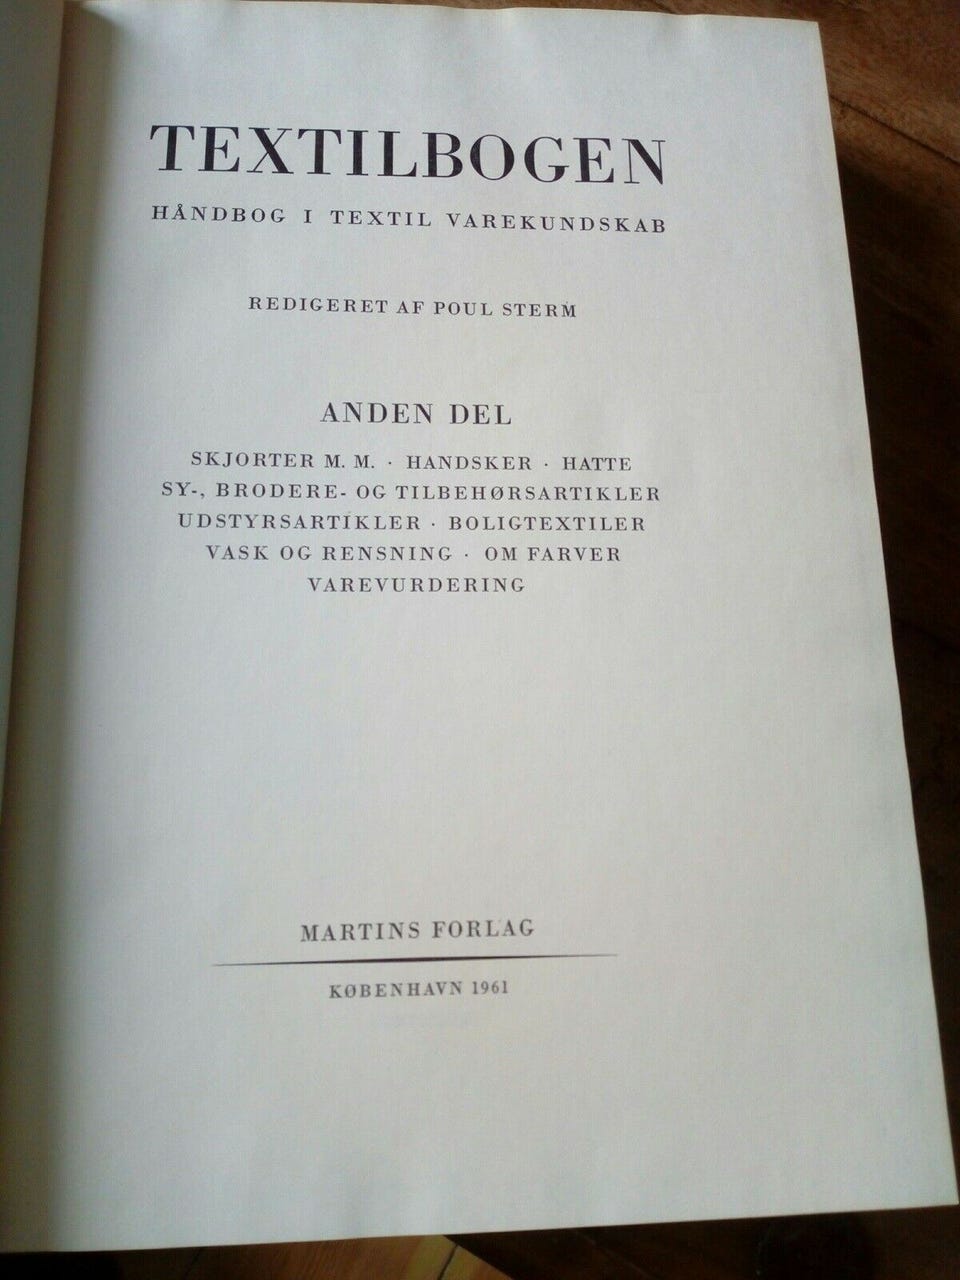 TEXTILBOGEN
HÅNDBOG I TEXTIL VAREKUNDSKAB
REDIGERET AF POUL STERM
ANDEN DEL
SKJORTER M. M. · HANDSKER · HATTE
SY-, BRODERE- OG TILBEHØRSARTIKLER
UDSTYRSARTIKLER · BOLIGTEXTILER
VASK OG RENSNING · OM FARVER
VAREVURDERING
MARTINS FORLAG
KØBENHAVN 1961